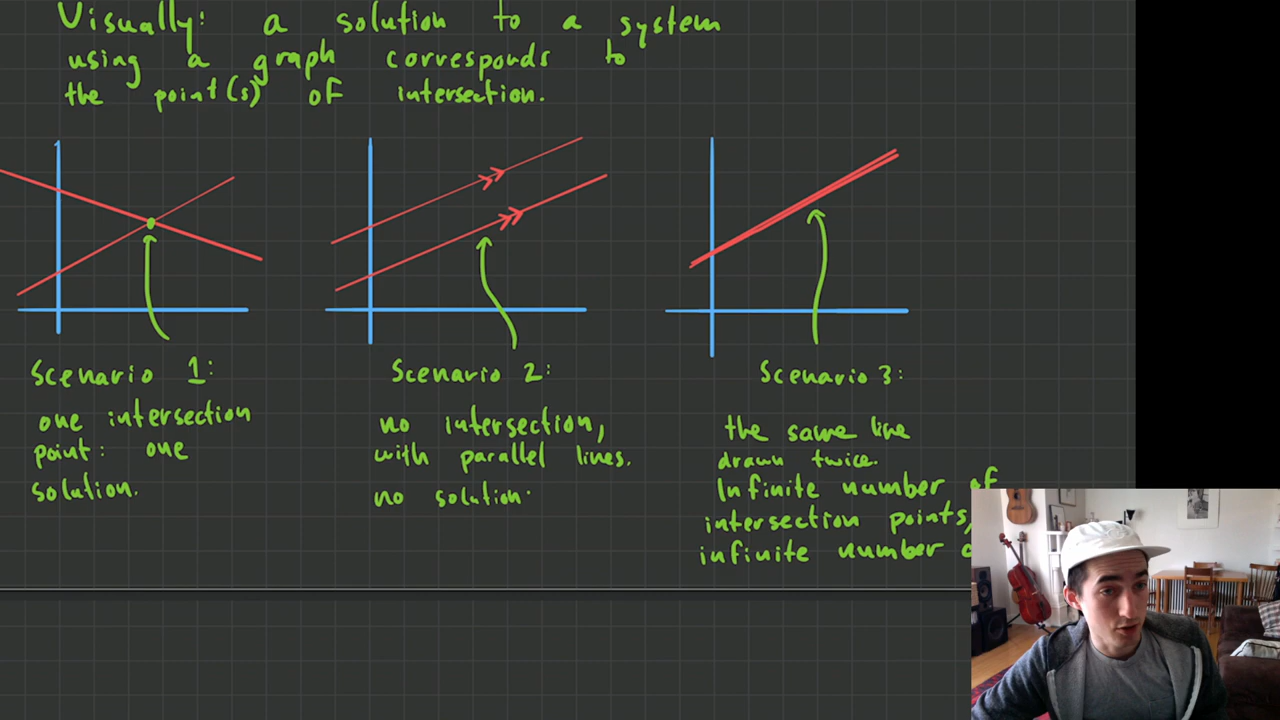 Visually: a solution to a system
using a graph corresponds to
the point(s) of intersection.
Scenario 1:
one intersection
point: one
solution.
Scenario 2:
no intersection,
with parallel lines.
no solution.
Scenario 3:
the same line
drawn twice.
Infinite number of
intersection points,
infinite number